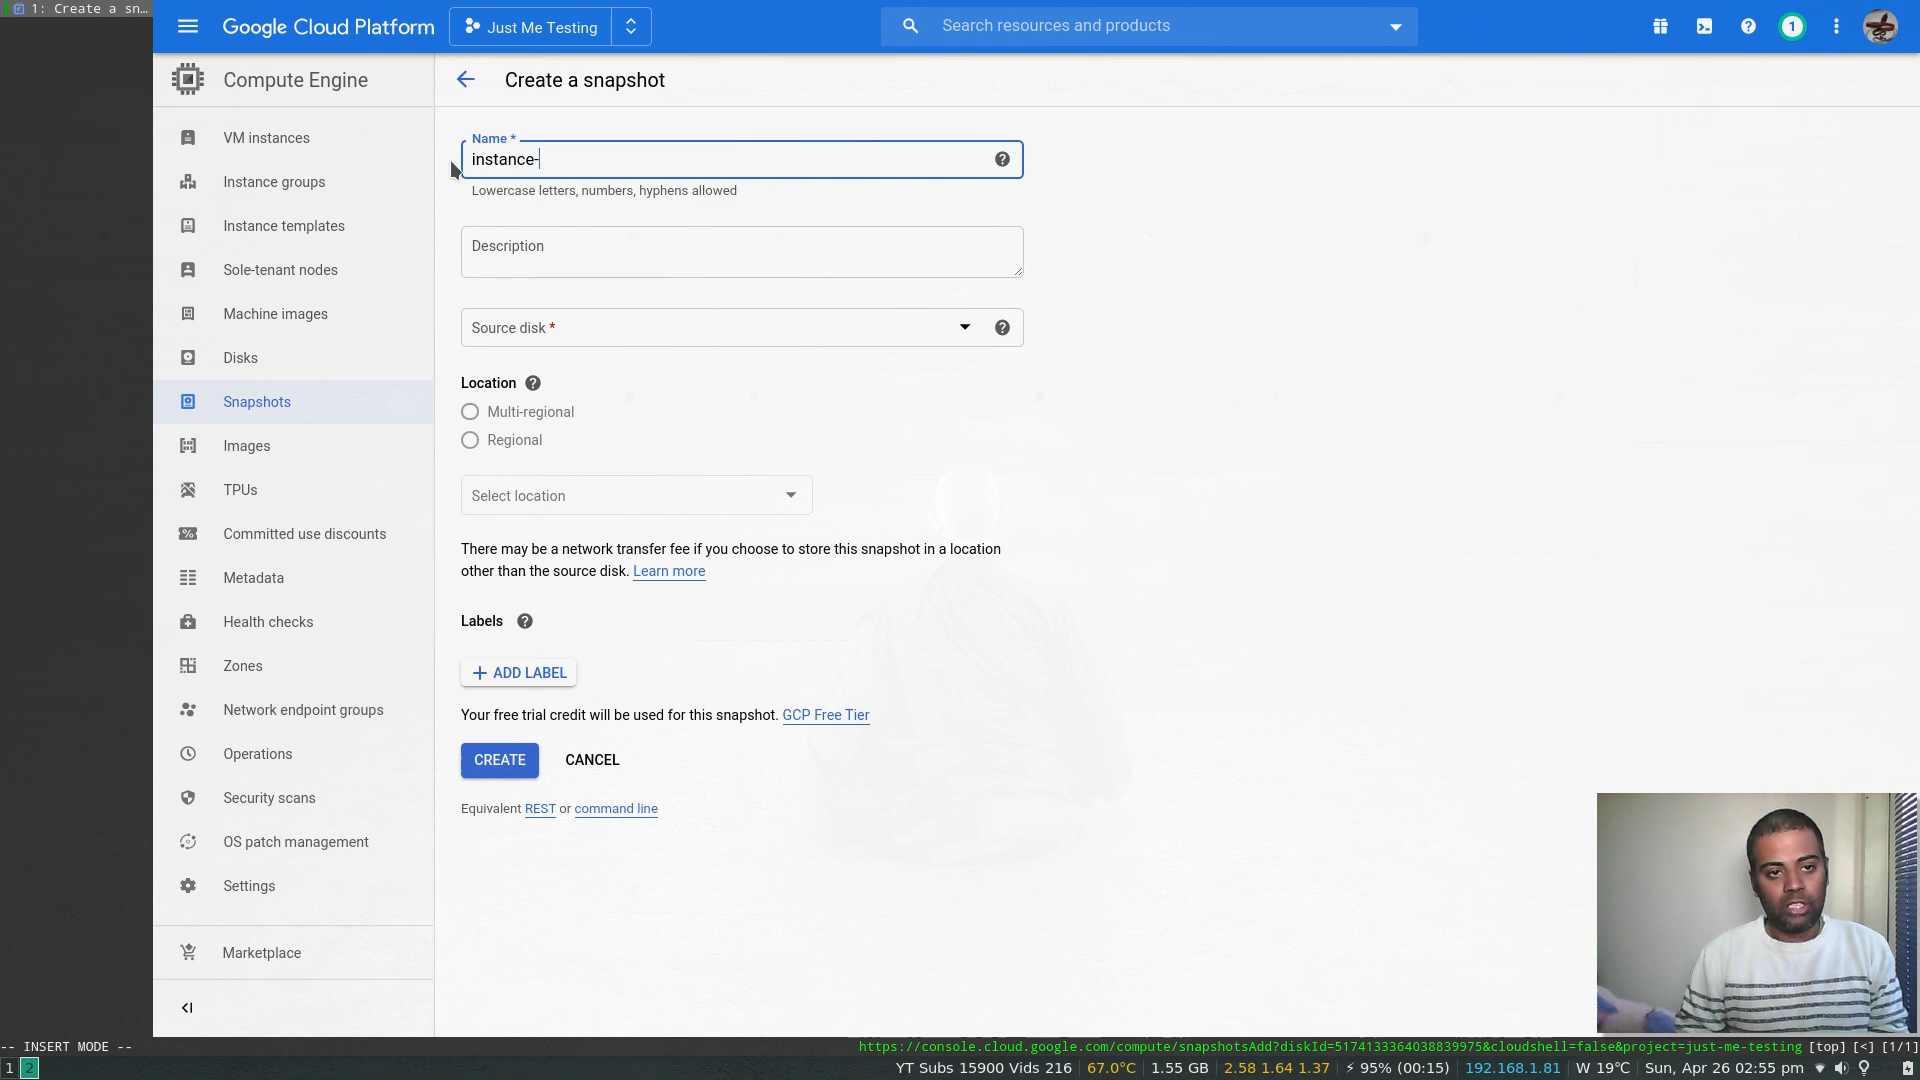 1: Create a sn…
Google Cloud Platform
Just Me Testing
Search resources and products
1
Compute Engine
Create a snapshot
VM instances
Instance groups
Instance templates
Sole-tenant nodes
Machine images
Disks
Snapshots
Images
TPUs
Committed use discounts
Metadata
Health checks
Zones
Network endpoint groups
Operations
Security scans
OS patch management
Settings
Marketplace
Name *
instance-
Lowercase letters, numbers, hyphens allowed
Description
Source disk *
Location
Multi-regional
Regional
Select location
There may be a network transfer fee if you choose to store this snapshot in a location
other than the source disk. Learn more
Labels
ADD LABEL
Your free trial credit will be used for this snapshot. GCP Free Tier
CREATE CANCEL
Equivalent REST or command line
-- INSERT MODE --
https://console.cloud.google.com/compute/snapshotsAdd?diskId=5174133364038839975&cloudshell=false&project=just-me-testing [top] [<] [1/1]
1 2
YT Subs 15900 Vids 216 67.0°C 1.55 GB 2.58 1.64 1.37 ⚡ 95% (00:15) 192.168.1.81 W 19℃ Sun, Apr 26 02:55 pm